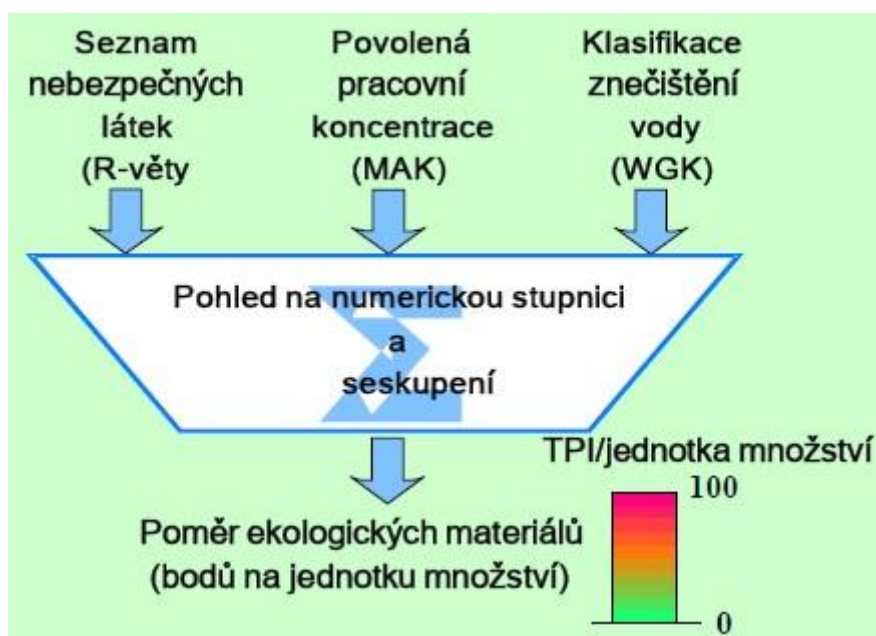 Seznam
nebezpečných
látek
(R-věty
Povolená
pracovní
koncentrace
(MAK)
Klasifikace
znečištění
vody
(WGK)
Pohled na numerickou stupnici
a
seskupení
TPI/jednotka množství
100
0
Poměr ekologických materiálů
(bodů na jednotku množství)